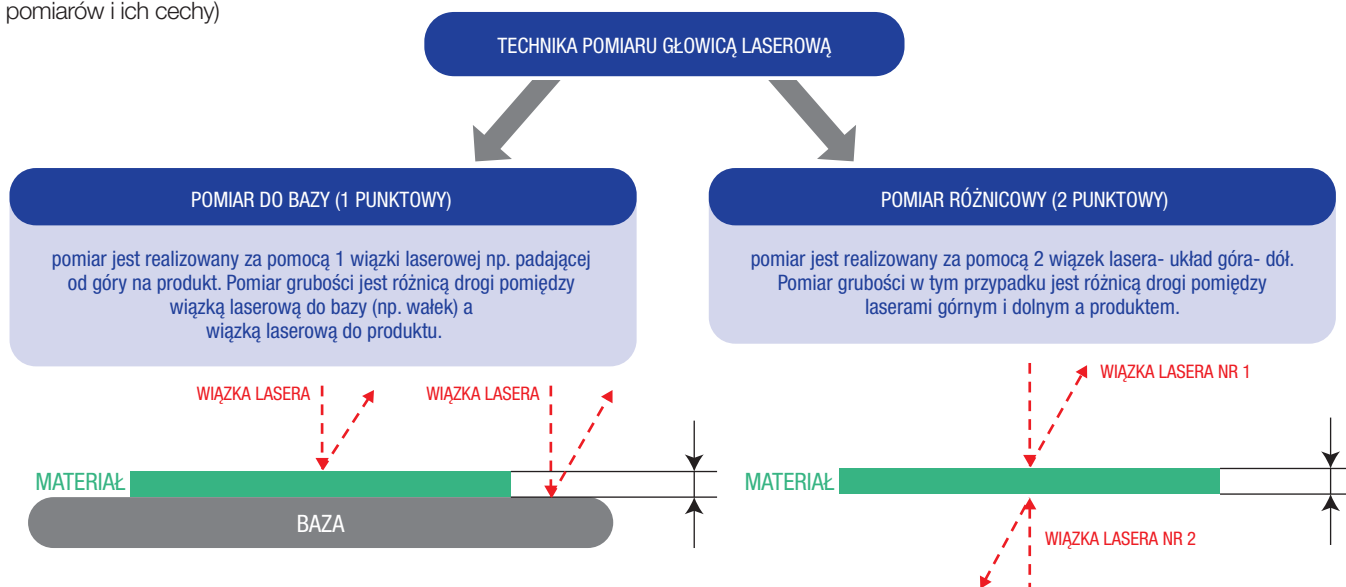 pomiarów i ich cechy)
TECHNIKA POMIARU GŁOWICĄ LASEROWĄ
POMIAR DO BAZY (1 PUNKTOWY)
pomiar jest realizowany za pomocą 1 wiązki laserowej np. padającej
od góry na produkt. Pomiar grubości jest różnicą drogi pomiędzy
wiązką laserową do bazy (np. wałek) a
wiązką laserową do produktu.
WIĄZKA LASERA
WIĄZKA LASERA
MATERIAŁ
BAZA
POMIAR RÓŻNICOWY (2 PUNKTOWY)
pomiar jest realizowany za pomocą 2 wiązek lasera- układ góra- dół.
Pomiar grubości w tym przypadku jest różnicą drogi pomiędzy
laserami górnym i dolnym a produktem.
WIĄZKA LASERA NR 1
MATERIAŁ
WIĄZKA LASERA NR 2